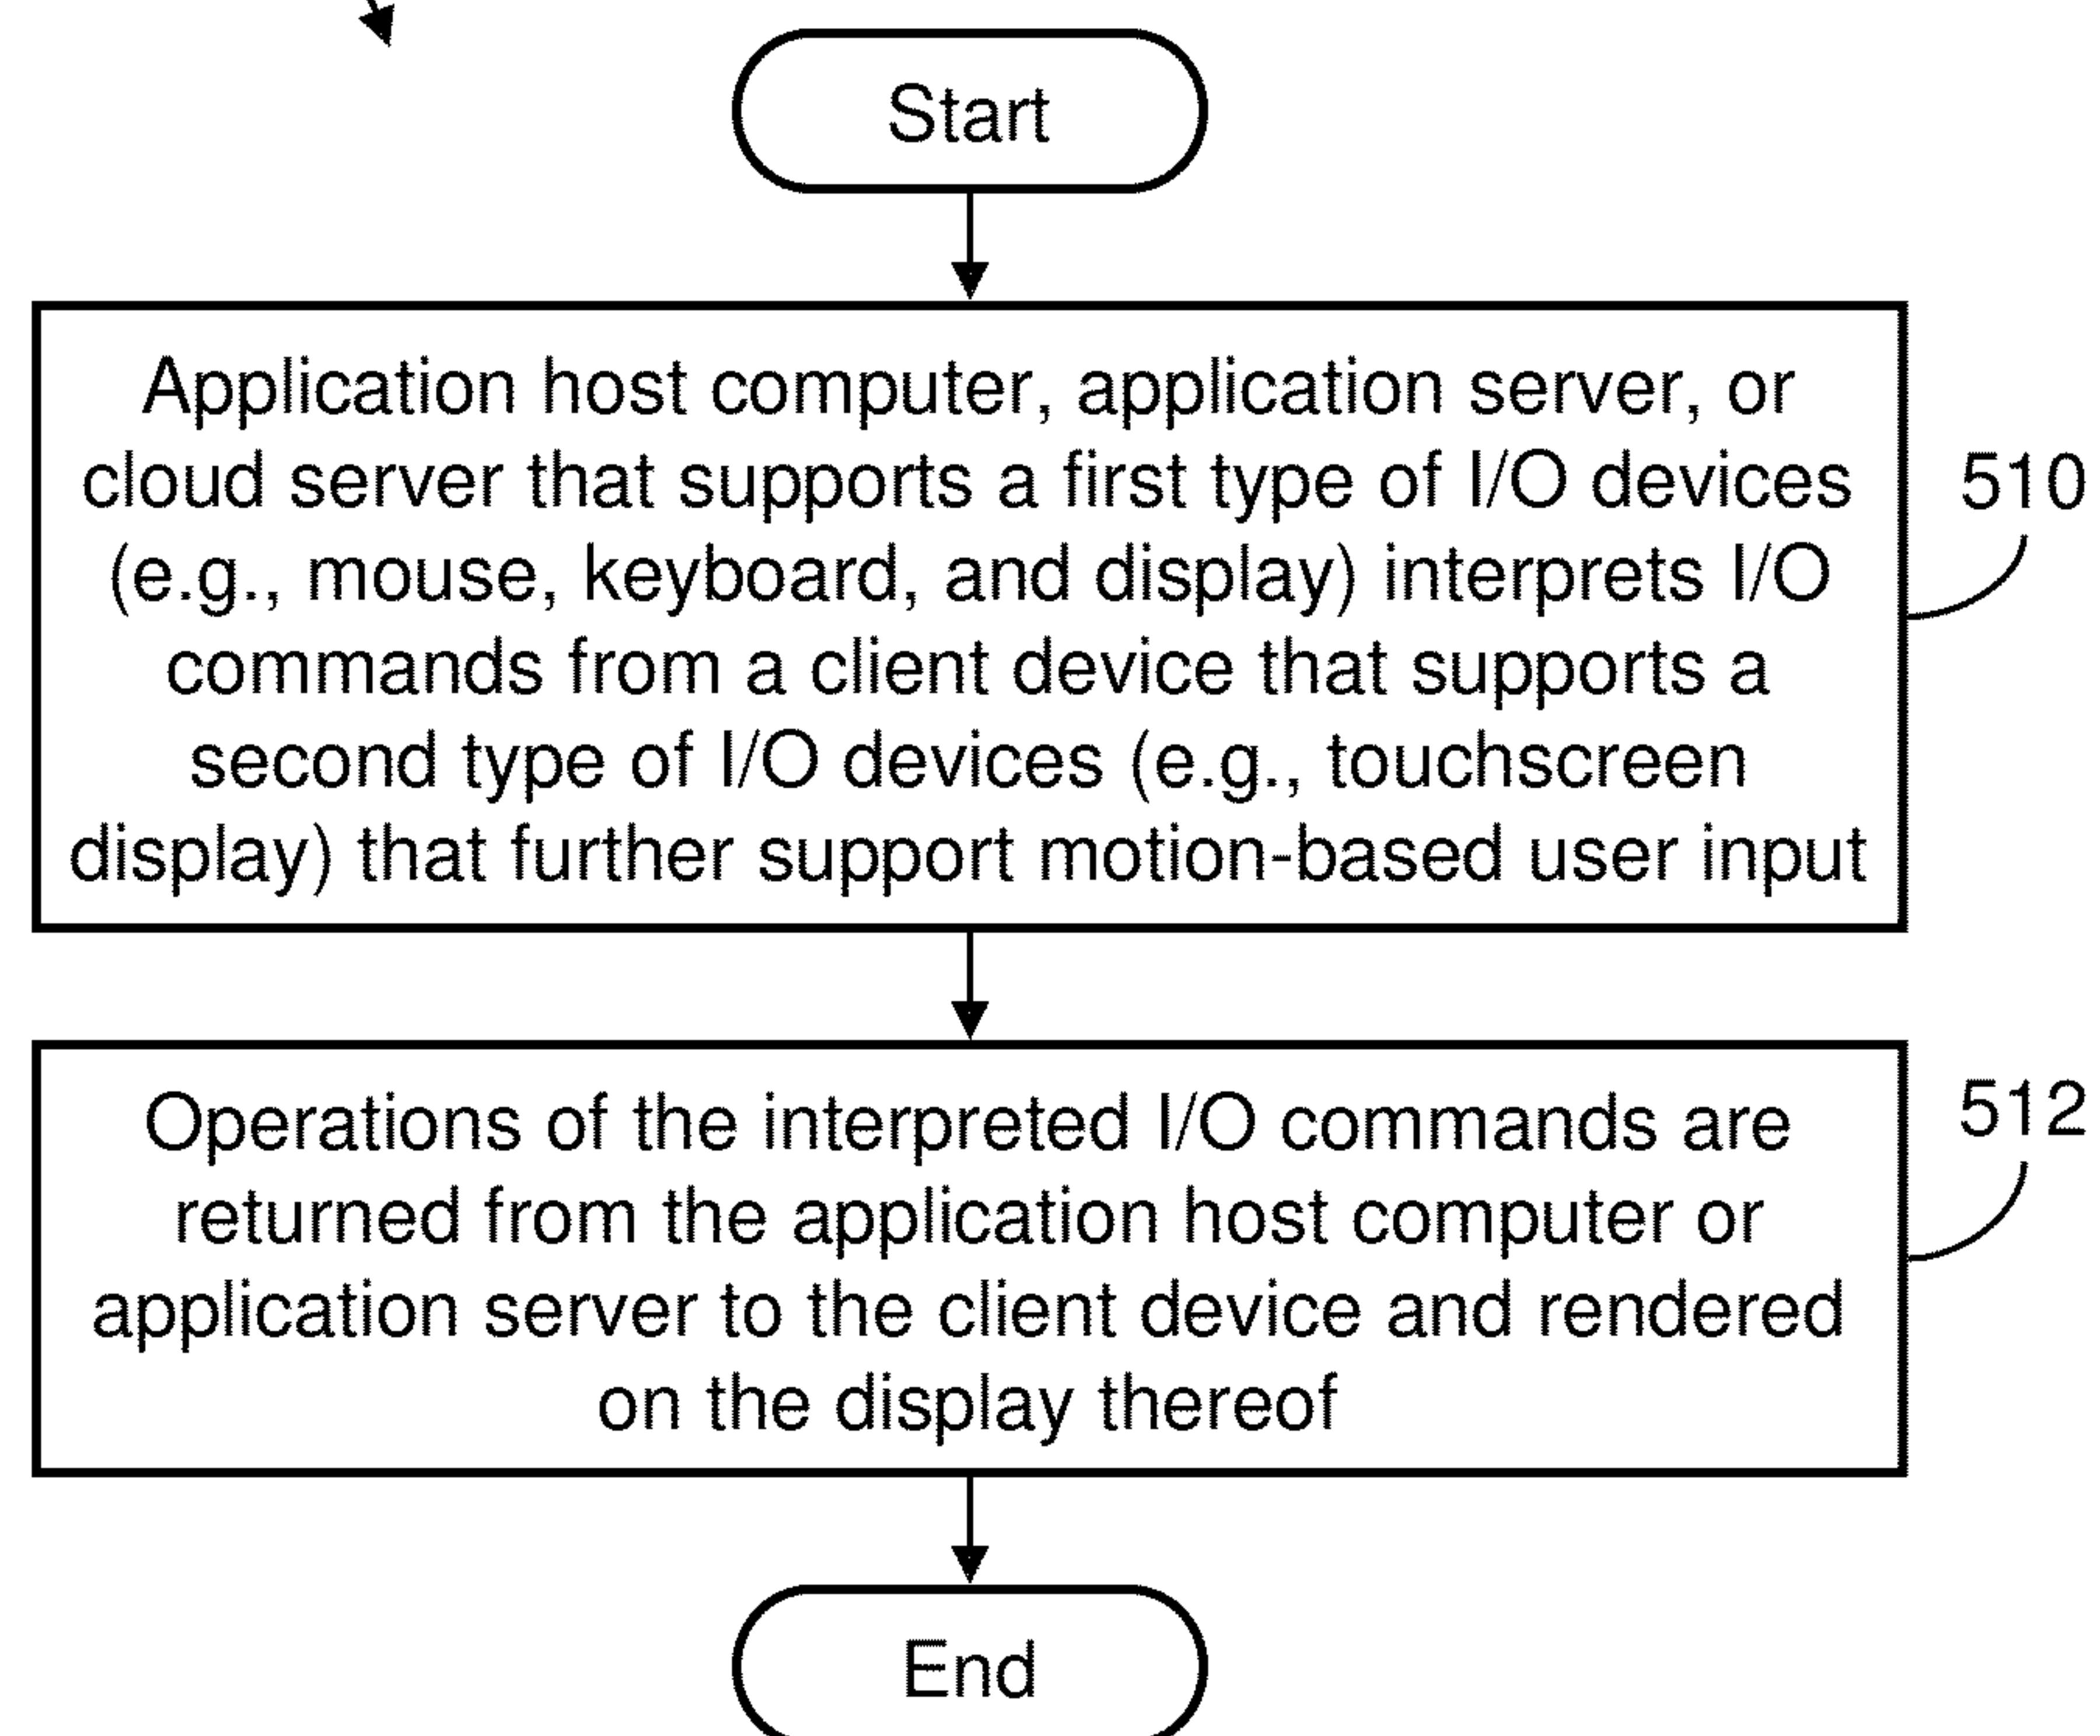 Start
Application host computer, application server, or
cloud server that supports a first type of I/O devices
(e.g., mouse, keyboard, and display) interprets I/O
commands from a client device that supports a
second type of I/O devices (e.g., touchscreen
display) that further support motion-based user input
510
Operations of the interpreted I/O commands are
returned from the application host computer or
application server to the client device and rendered
on the display thereof
512
End